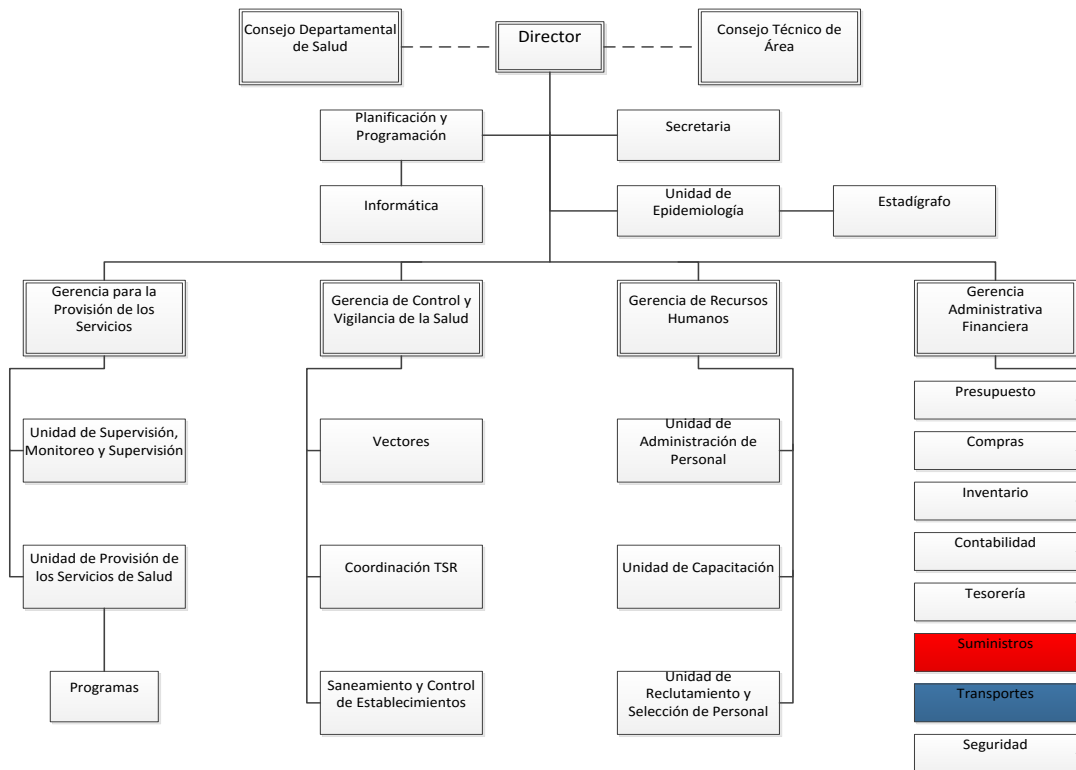 Consejo Departamental
de Salud
Director
Consejo Técnico de
Área
Planificación y
Programación
Secretaria
Informática
Unidad de
Epidemiología
Estadígrafo
Gerencia para la
Provisión de los
Servicios
Gerencia de Control y
Vigilancia de la Salud
Gerencia de Recursos
Humanos
Gerencia
Administrativa
Financiera
Unidad de Supervisión,
Monitoreo y Supervisión
Unidad de Provisión de
los Servicios de Salud
Programas
Vectores
Coordinación TSR
Saneamiento y Control
de Establecimientos
Unidad de
Administración de
Personal
Unidad de Capacitación
Unidad de
Reclutamiento y
Selección de Personal
Presupuesto
Compras
Inventario
Contabilidad
Tesorería
Suministros
Transportes
Seguridad